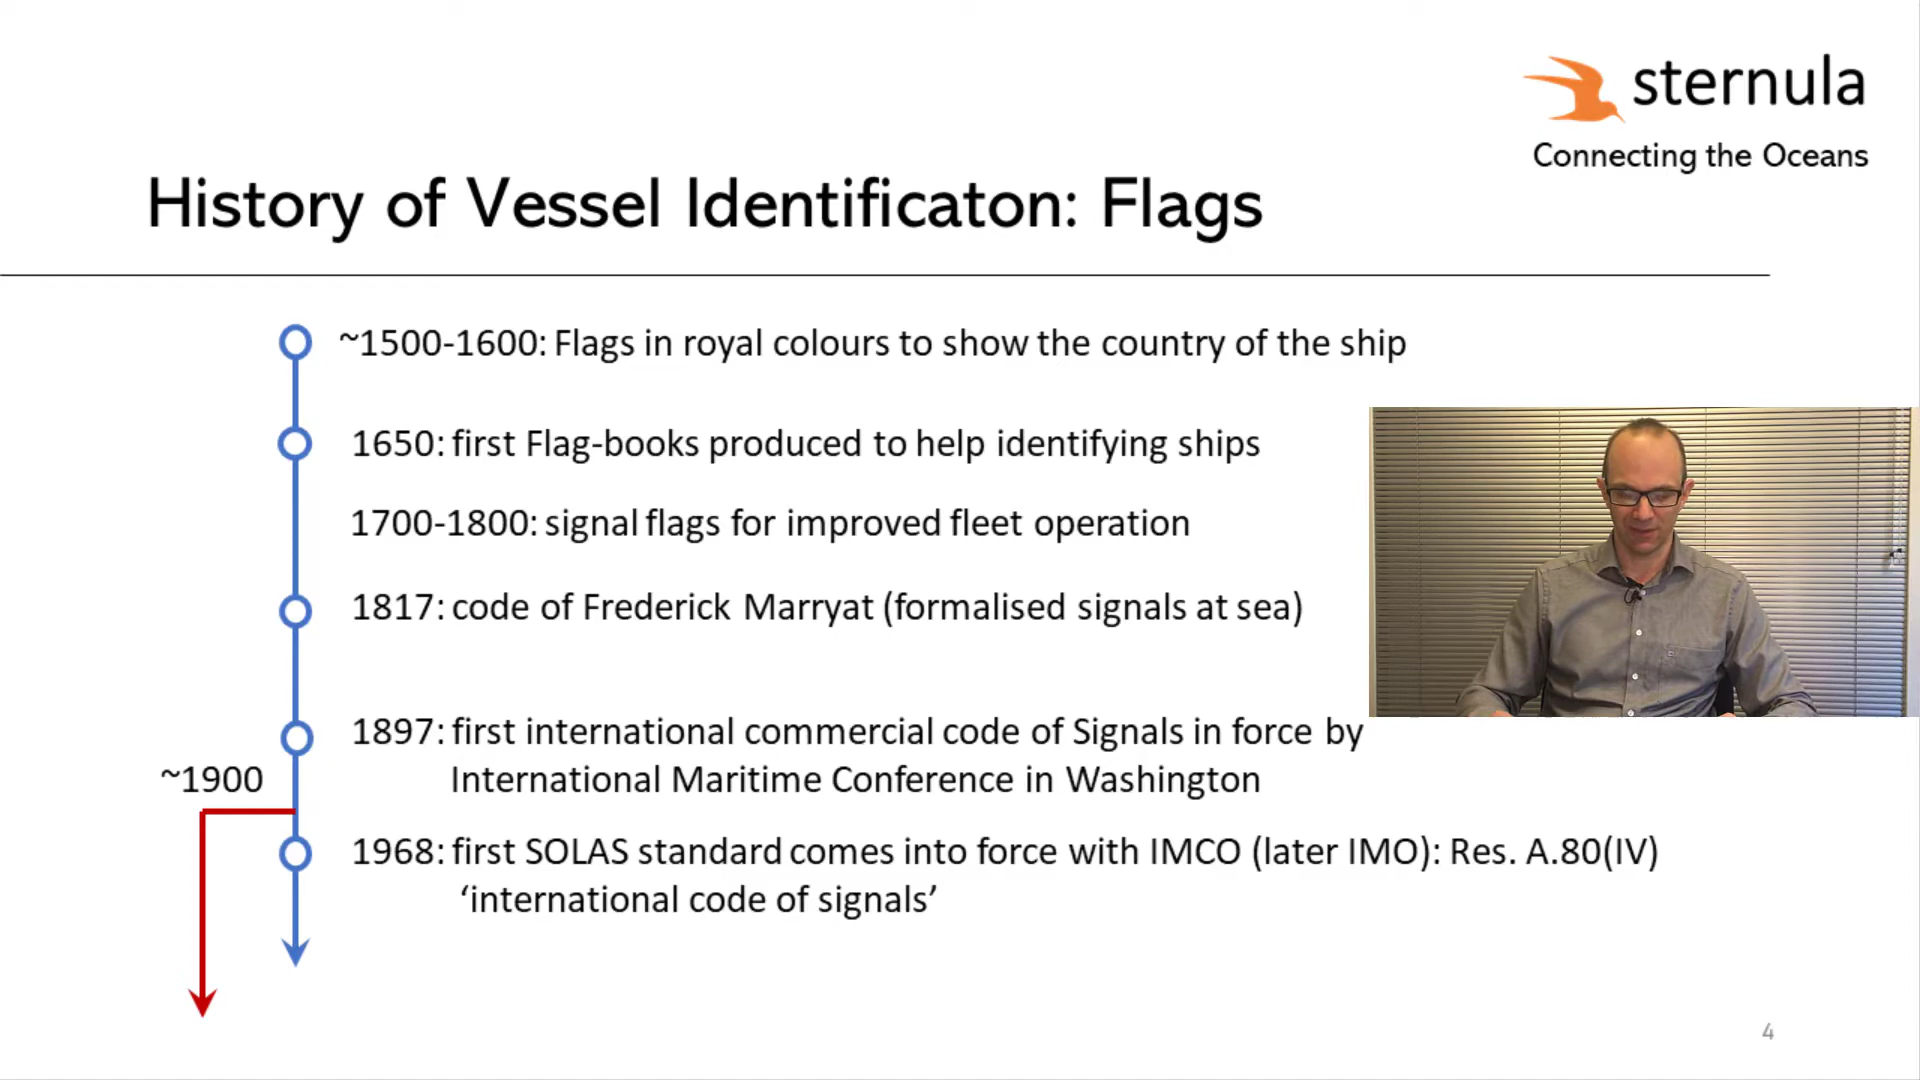 sternula
Connecting the Oceans
History of Vessel Identificaton: Flags
~1500-1600: Flags in royal colours to show the country of the ship
1650: first Flag-books produced to help identifying ships
1700-1800: signal flags for improved fleet operation
1817: code of Frederick Marryat (formalised signals at sea)
1897: first international commercial code of Signals in force by
International Maritime Conference in Washington
~1900
1968: first SOLAS standard comes into force with IMCO (later IMO): Res. A.80(IV)
‘international code of signals’
4